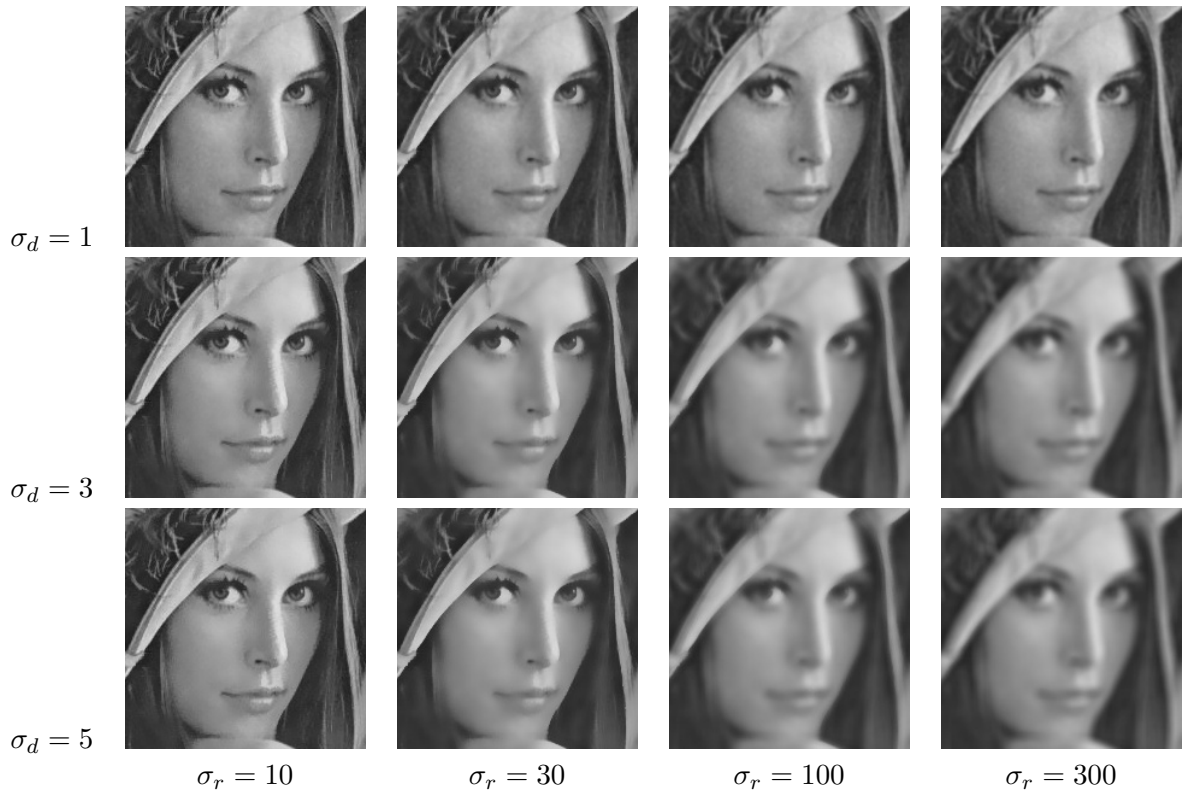 σ_d = 1
σ_d = 3
σ_d = 5
σ_r = 10
σ_r = 30
σ_r = 100
σ_r = 300